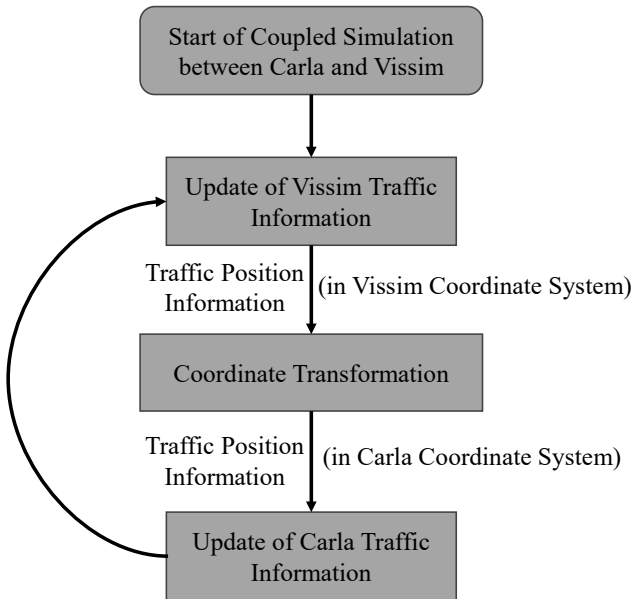 Start of Coupled Simulation
between Carla and Vissim
Update of Vissim Traffic
Information
Traffic Position
Information
(in Vissim Coordinate System)
Coordinate Transformation
Traffic Position
Information
(in Carla Coordinate System)
Update of Carla Traffic
Information